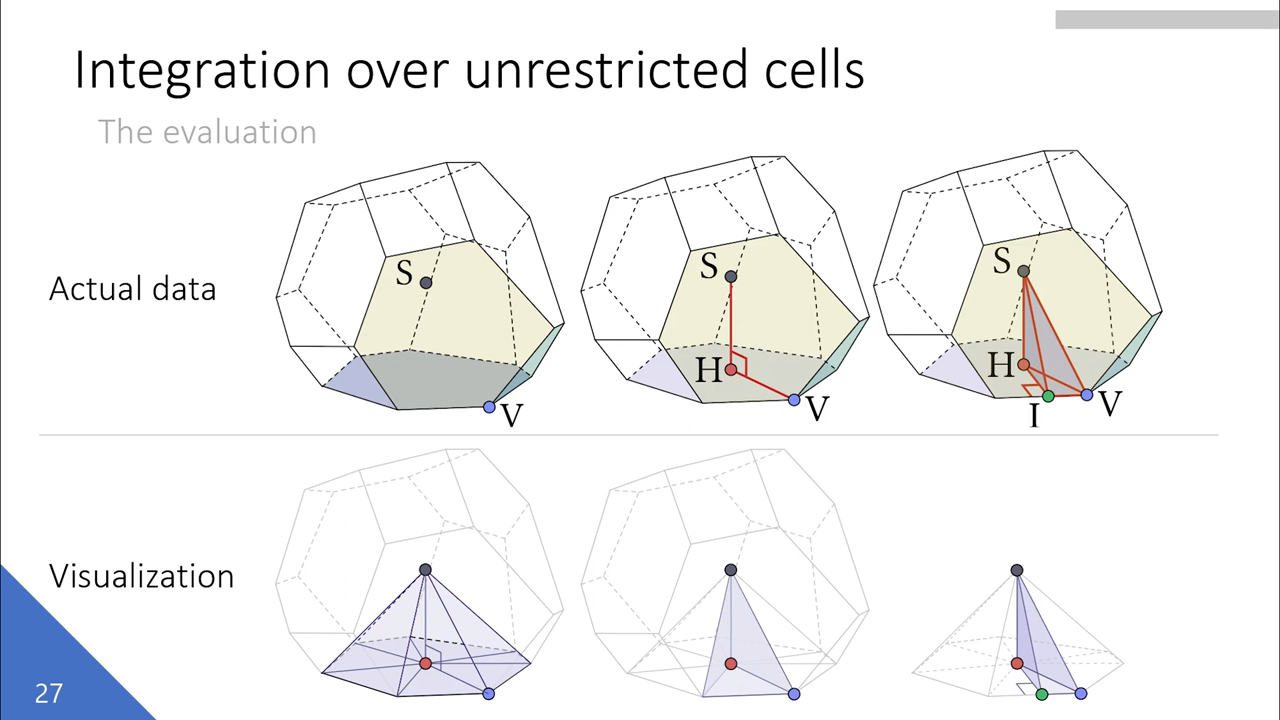 Integration over unrestricted cells
The evaluation
Actual data
S
V
S
H
V
S
H
I
V
Visualization
27